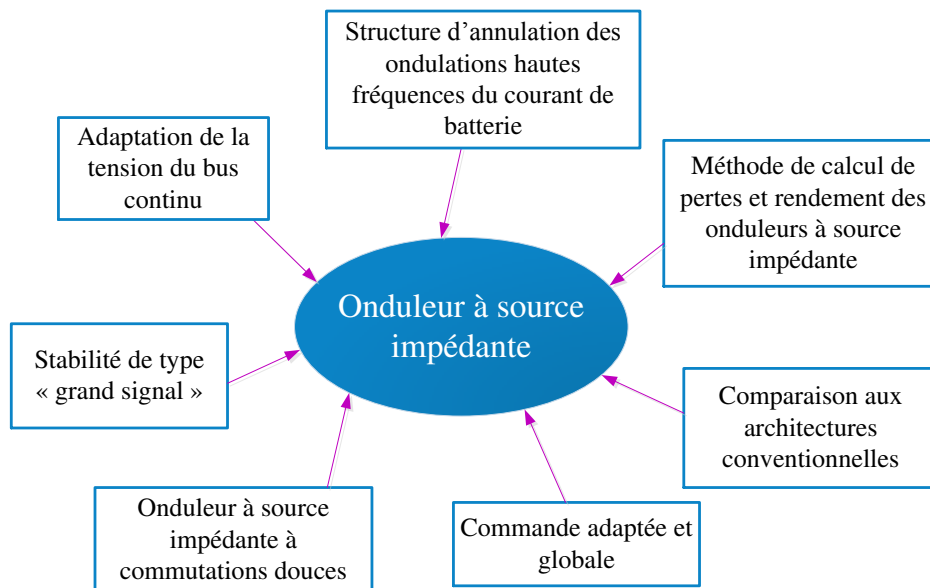 Structure d’annulation des
ondulations hautes
fréquences du courant de
batterie
Adaptation de la
tension du bus
continu
Méthode de calcul de
pertes et rendement des
onduleurs à source
impédante
Onduleur à source
impédante
Stabilité de type
« grand signal »
Comparaison aux
architectures
conventionnelles
Onduleur à source
impédante à
commutations douces
Commande adaptée et
globale